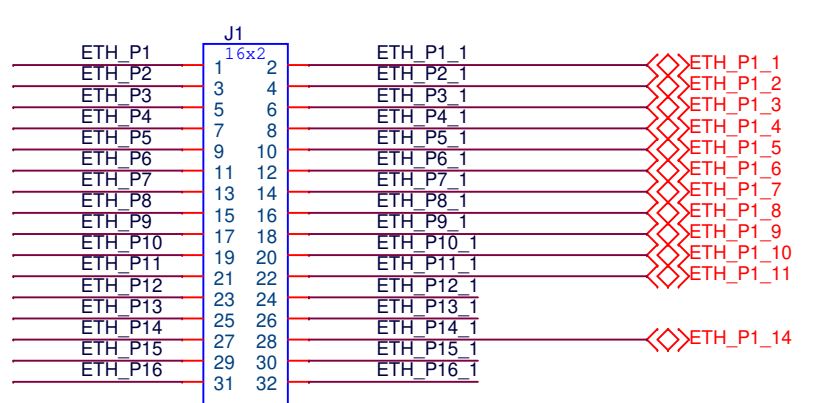 J1
16x2
ETH_P1 1 2 ETH_P1_1 ETH_P1_1
ETH_P2 3 4 ETH_P2_1 ETH_P1_2
ETH_P3 5 6 ETH_P3_1 ETH_P1_3
ETH_P4 7 8 ETH_P4_1 ETH_P1_4
ETH_P5 9 10 ETH_P5_1 ETH_P1_5
ETH_P6 11 12 ETH_P6_1 ETH_P1_6
ETH_P7 13 14 ETH_P7_1 ETH_P1_7
ETH_P8 15 16 ETH_P8_1 ETH_P1_8
ETH_P9 17 18 ETH_P9_1 ETH_P1_9
ETH_P10 19 20 ETH_P10_1 ETH_P1_10
ETH_P11 21 22 ETH_P11_1 ETH_P1_11
ETH_P12 23 24 ETH_P12_1
ETH_P13 25 26 ETH_P13_1
ETH_P14 27 28 ETH_P14_1 ETH_P1_14
ETH_P15 29 30 ETH_P15_1
ETH_P16 31 32 ETH_P16_1